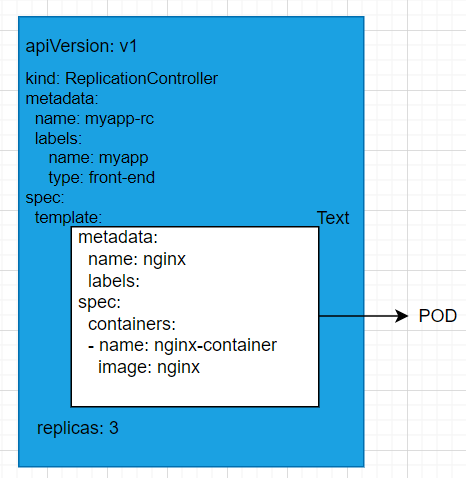 apiVersion: v1
kind: ReplicationController
metadata:
name: myapp-rc
labels:
name: myapp
type: front-end
spec:
template:
Text
metadata:
name: nginx
labels:
spec:
containers:
- name: nginx-container
image: nginx
POD
replicas: 3